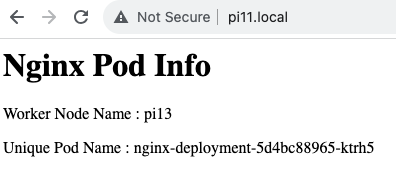 Not Secure | pi11.local
Nginx Pod Info
Worker Node Name : pi13
Unique Pod Name : nginx-deployment-5d4bc88965-ktrh5